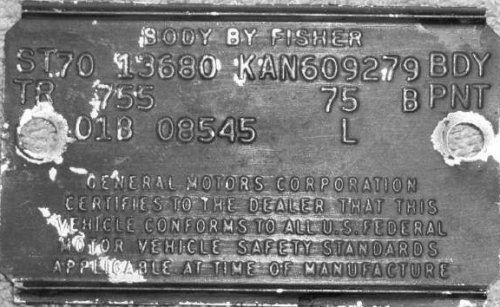 BODY BY FISHER
ST70 13680 KAN609279 BDY
TR 755 75 B PNT
01B 08545 L
GENERAL MOTORS CORPORATION
CERTIFIES TO THE DEALER THAT THIS
VEHICLE CONFORMS TO ALL U.S. FEDERAL
MOTOR VEHICLE SAFETY STANDARDS
APPLICABLE AT TIME OF MANUFACTURE